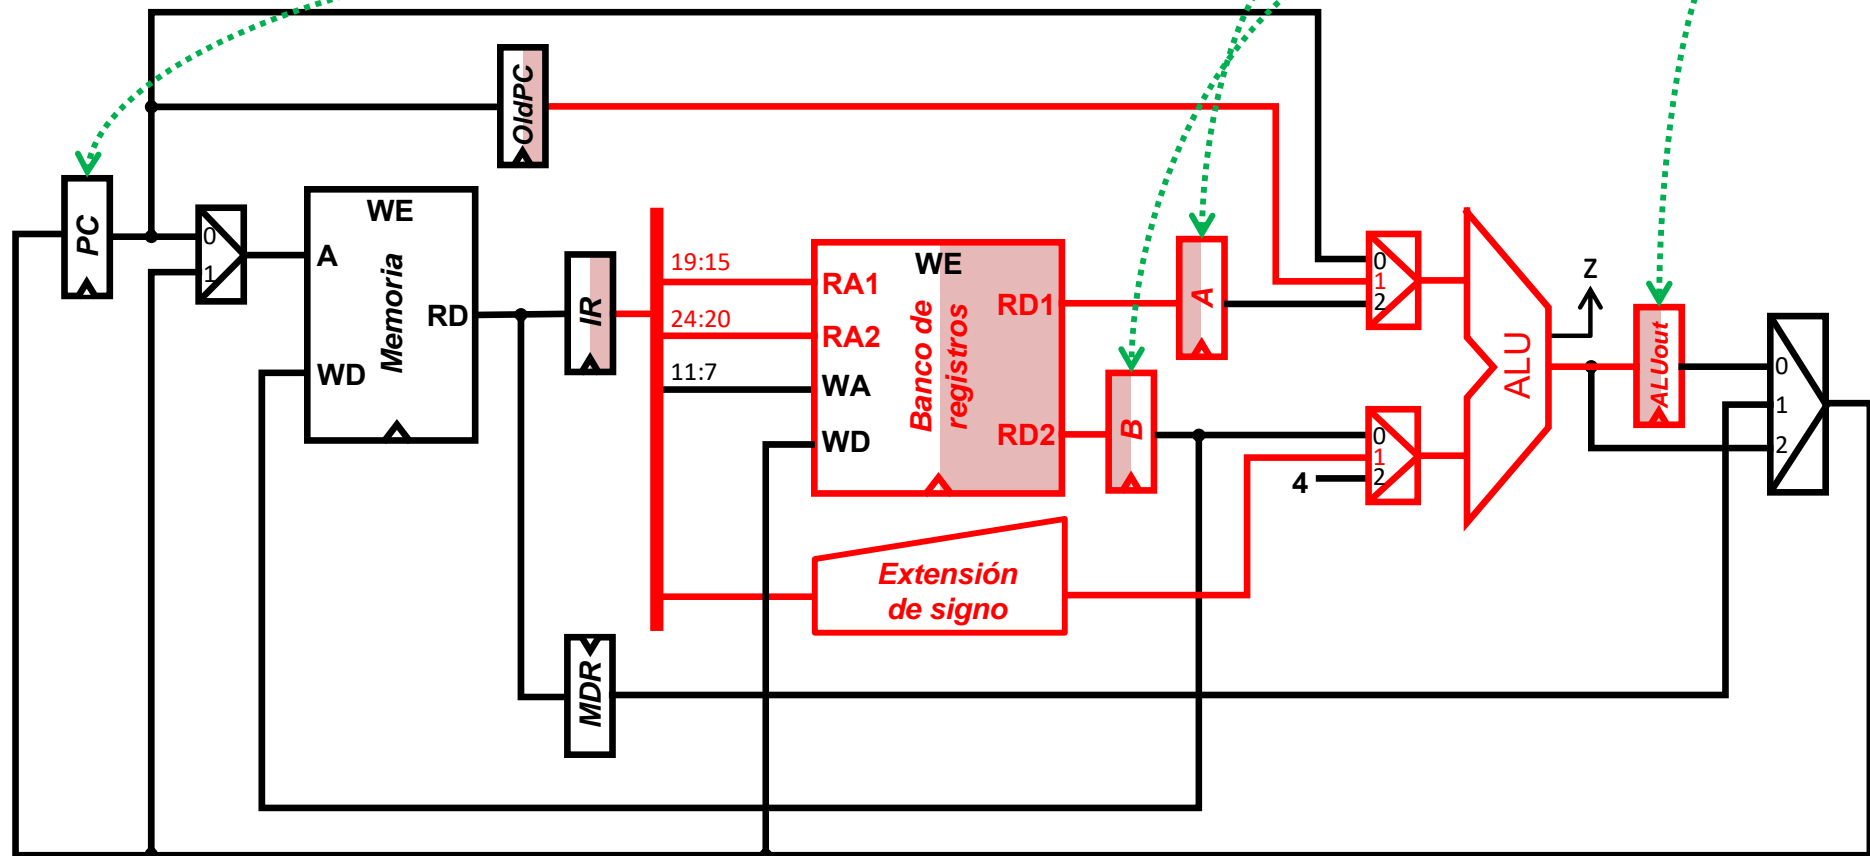 OldPC
PC
0
1
WE
A
Memoria
RD
WD
IR
19:15
RA1
24:20
RA2
11:7
WA
WD
WE
Banco de
registros
RD1
RD2
A
B
0
1
2
0
1
2
4
ALU
Z
ALUout
0
1
2
Extensión
de signo
MDR